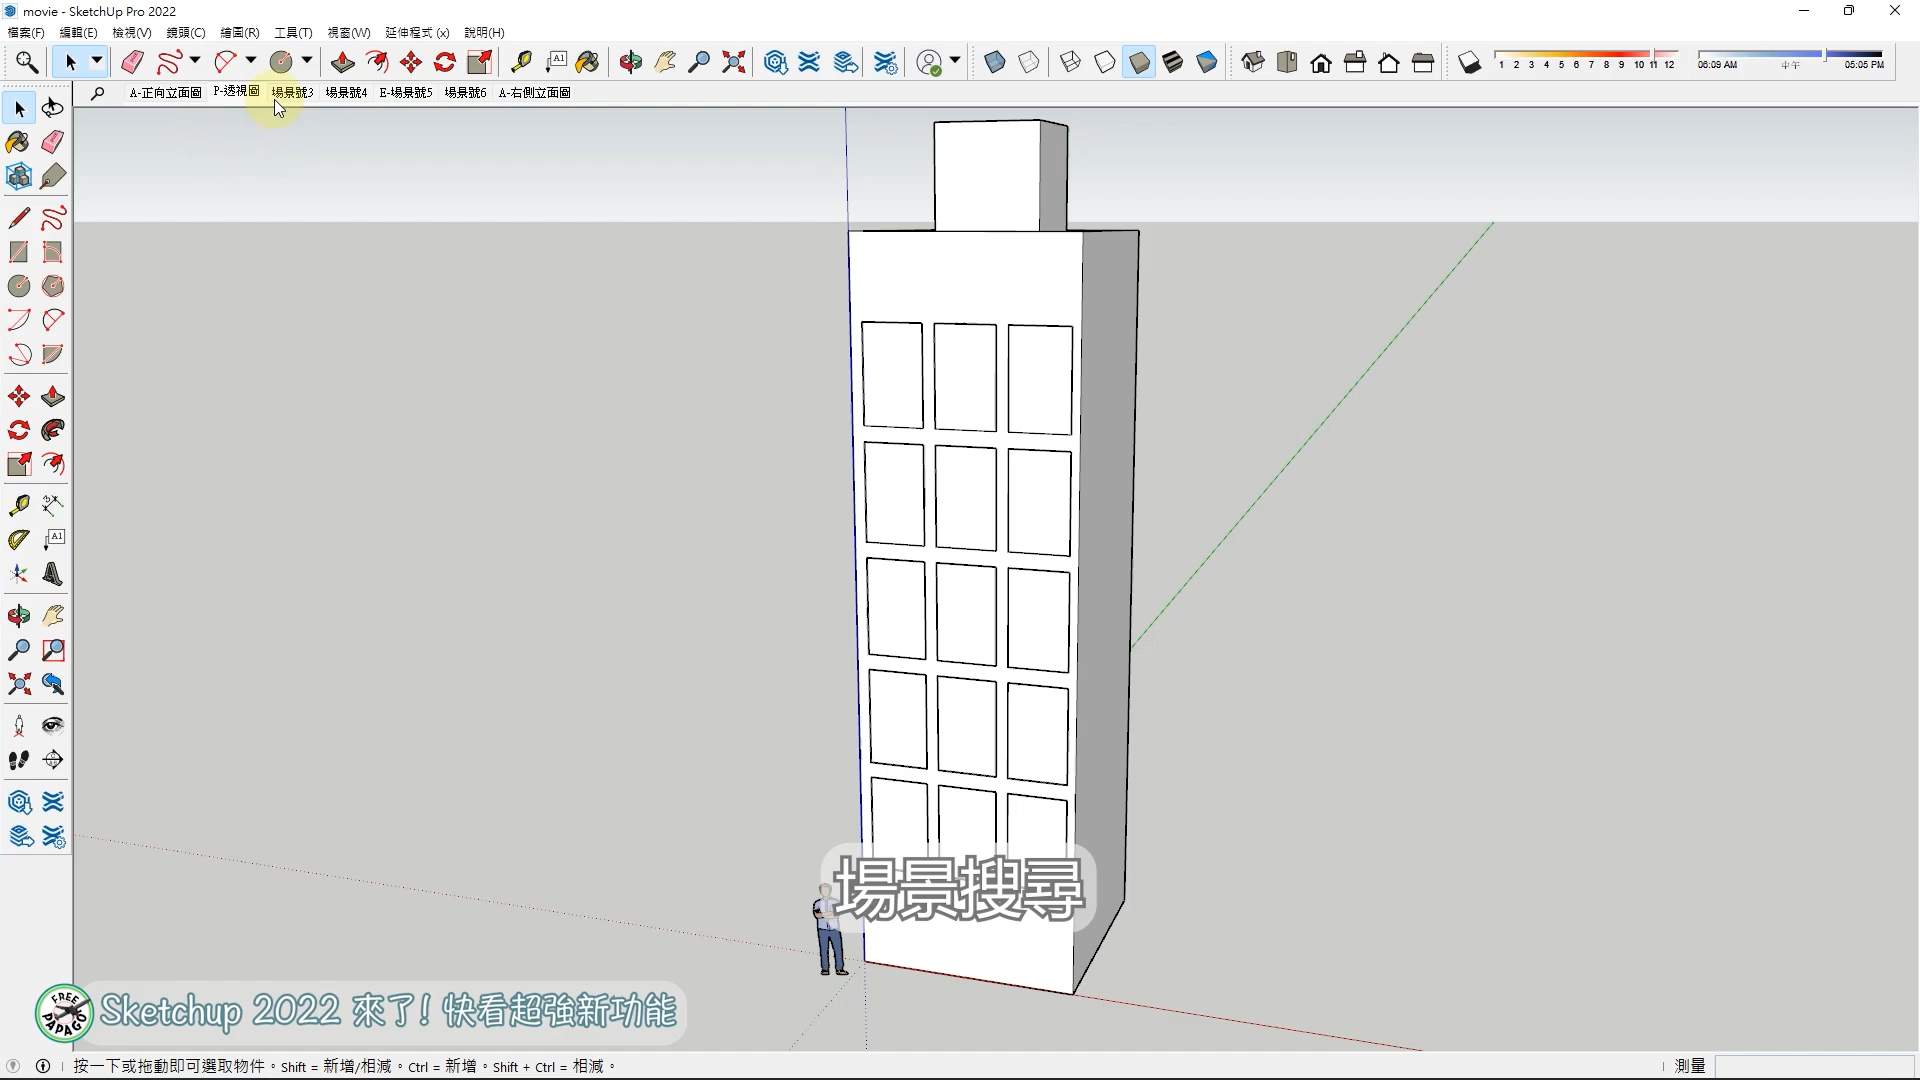 movie - SketchUp Pro 2022
檔案(F) 編輯(E) 檢視(V) 鏡頭(C) 繪圖(R) 工具(T) 視窗(W) 延伸程式 (x) 說明(H)
A1
1 2 3 4 5 6 7 8 9 10 11 12
06:09 AM 中午 05:05 PM
A-正向立面圖 P-透視圖 場景號3 場景號4 E-場景號5 場景號6 A-右側立面圖
A1
場景搜尋
FREE PAPAGO
Sketchup 2022 來了! 快看超強新功能
按一下或拖動即可選取物件。Shift = 新增/相減。Ctrl = 新增。Shift + Ctrl = 相減。
測量